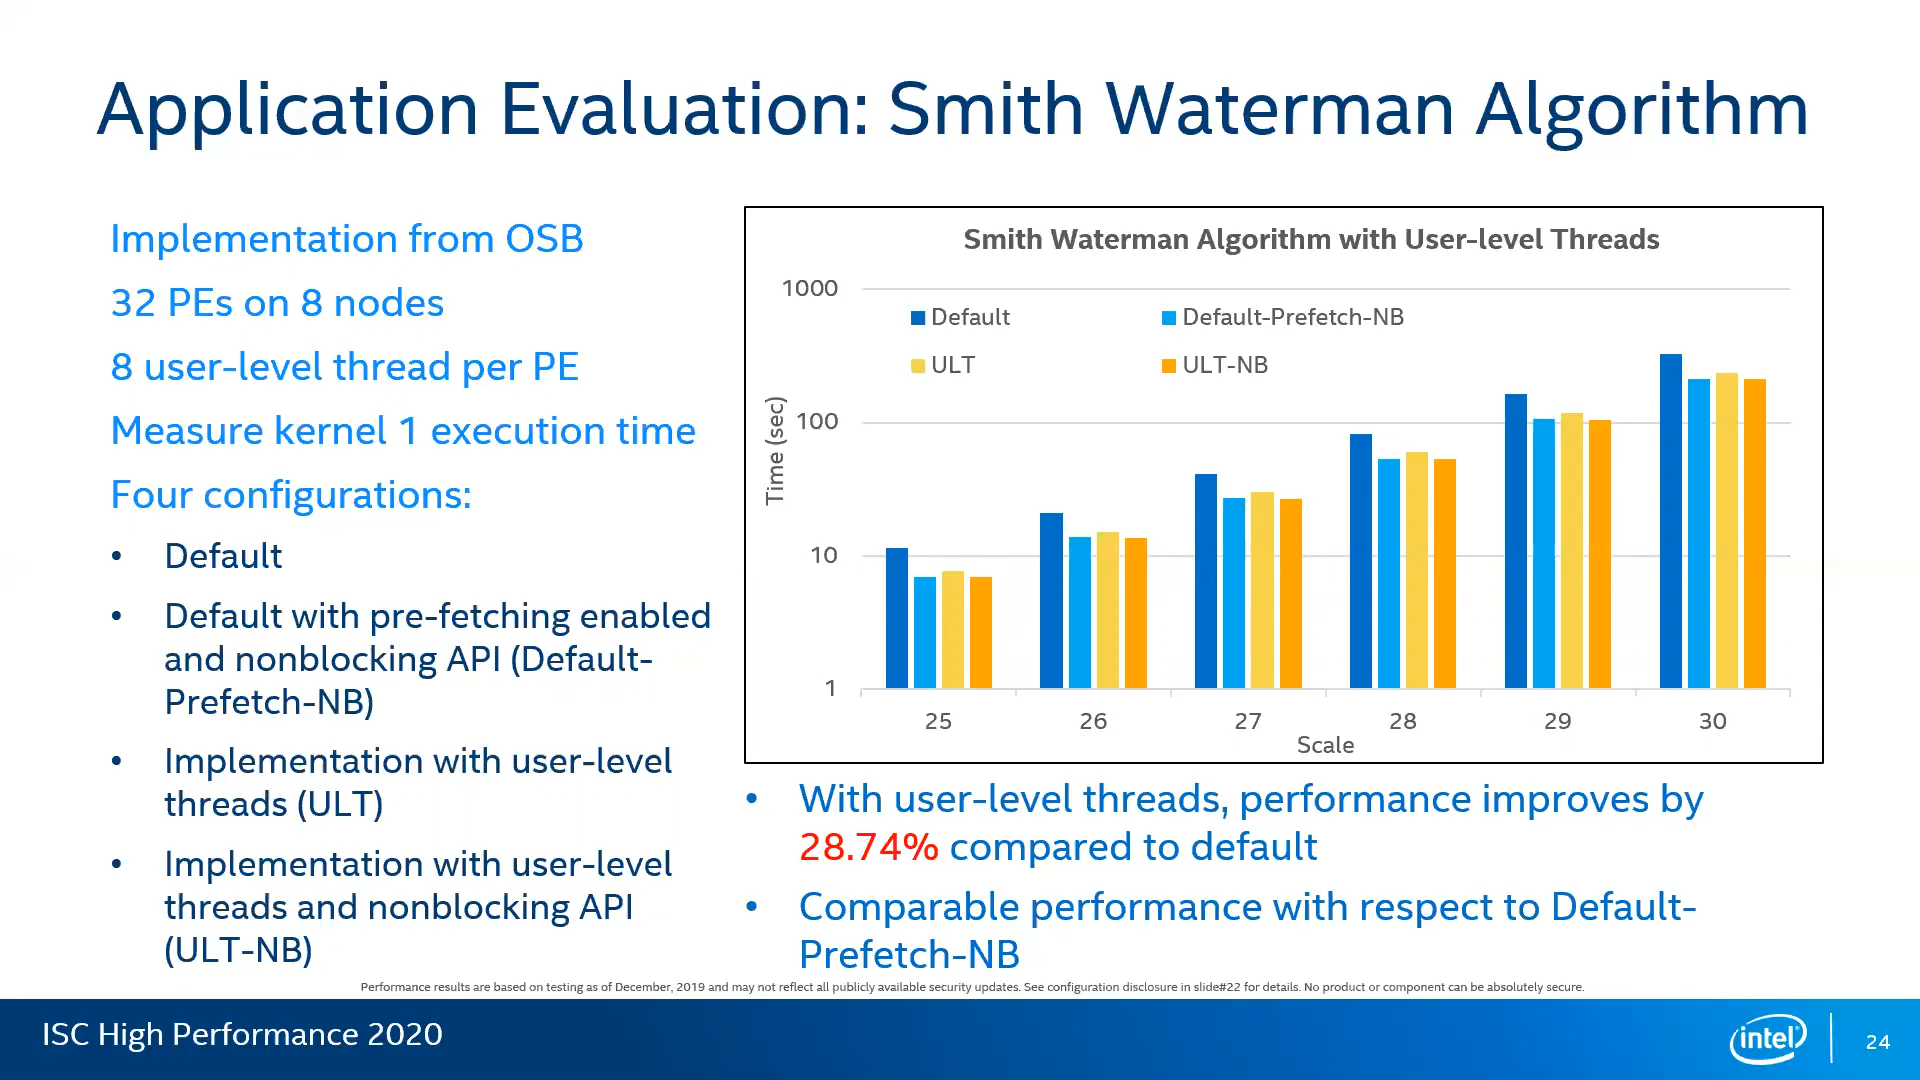 Application Evaluation: Smith Waterman Algorithm
Implementation from OSB
32 PEs on 8 nodes
8 user-level thread per PE
Measure kernel 1 execution time
Four configurations:
• Default
• Default with pre-fetching enabled
and nonblocking API (Default-
Prefetch-NB)
• Implementation with user-level
threads (ULT)
• Implementation with user-level
threads and nonblocking API
(ULT-NB)
Smith Waterman Algorithm with User-level Threads
1000
Default
Default-Prefetch-NB
ULT
ULT-NB
Time (sec)
100
10
1
25 26 27 28 29 30
Scale
• With user-level threads, performance improves by
28.74% compared to default
• Comparable performance with respect to Default-
Prefetch-NB
Performance results are based on testing as of December, 2019 and may not reflect all publicly available security updates. See configuration disclosure in slide#22 for details. No product or component can be absolutely secure.
ISC High Performance 2020
intel
24